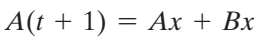 A(t + 1) = Ax + Bx